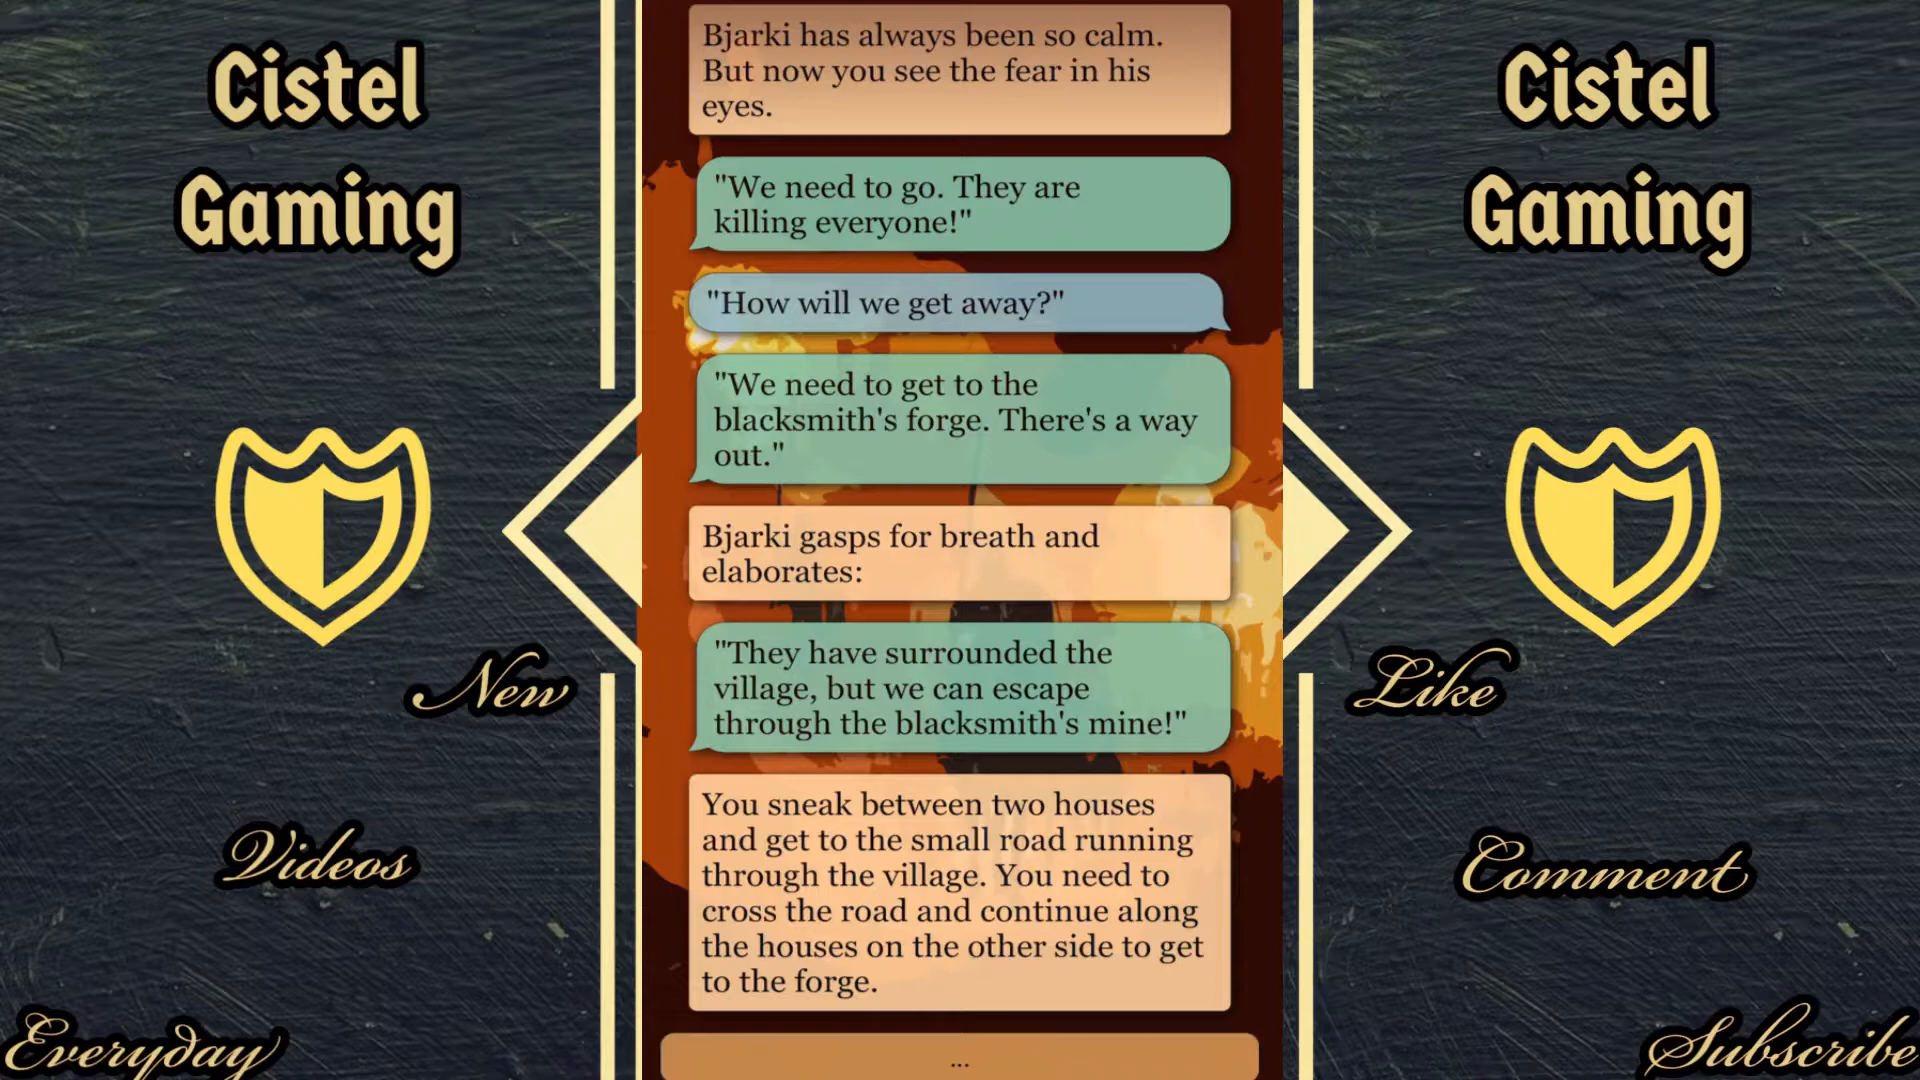 Cistel
Gaming
New
Videos
Everyday
Bjarki has always been so calm.
But now you see the fear in his
eyes.
"We need to go. They are
killing everyone!"
"How will we get away?"
"We need to get to the
blacksmith's forge. There's a way
out."
Bjarki gasps for breath and
elaborates:
"They have surrounded the
village, but we can escape
through the blacksmith's mine!"
You sneak between two houses
and get to the small road running
through the village. You need to
cross the road and continue along
the houses on the other side to get
to the forge.
...
Cistel
Gaming
Like
Comment
Subscribe